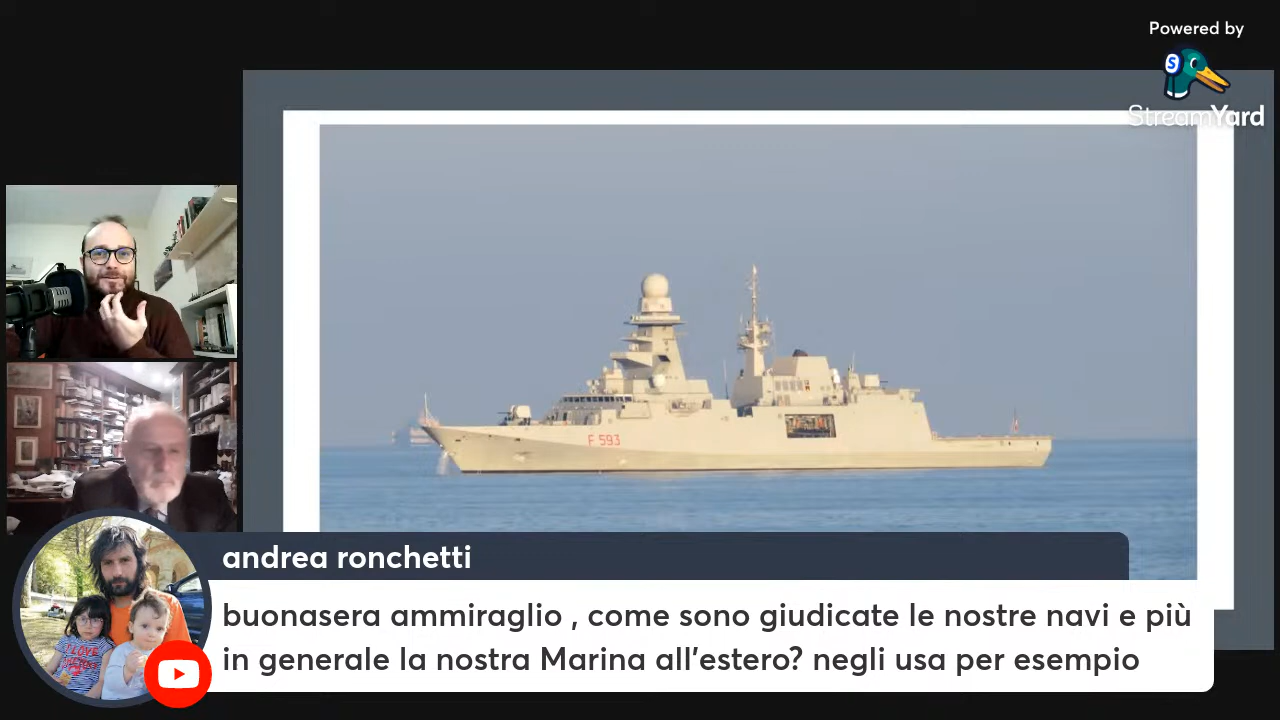 Powered by
StreamYard
F 593
andrea ronchetti
buonasera ammiraglio , come sono giudicate le nostre navi e più
in generale la nostra Marina all'estero? negli usa per esempio